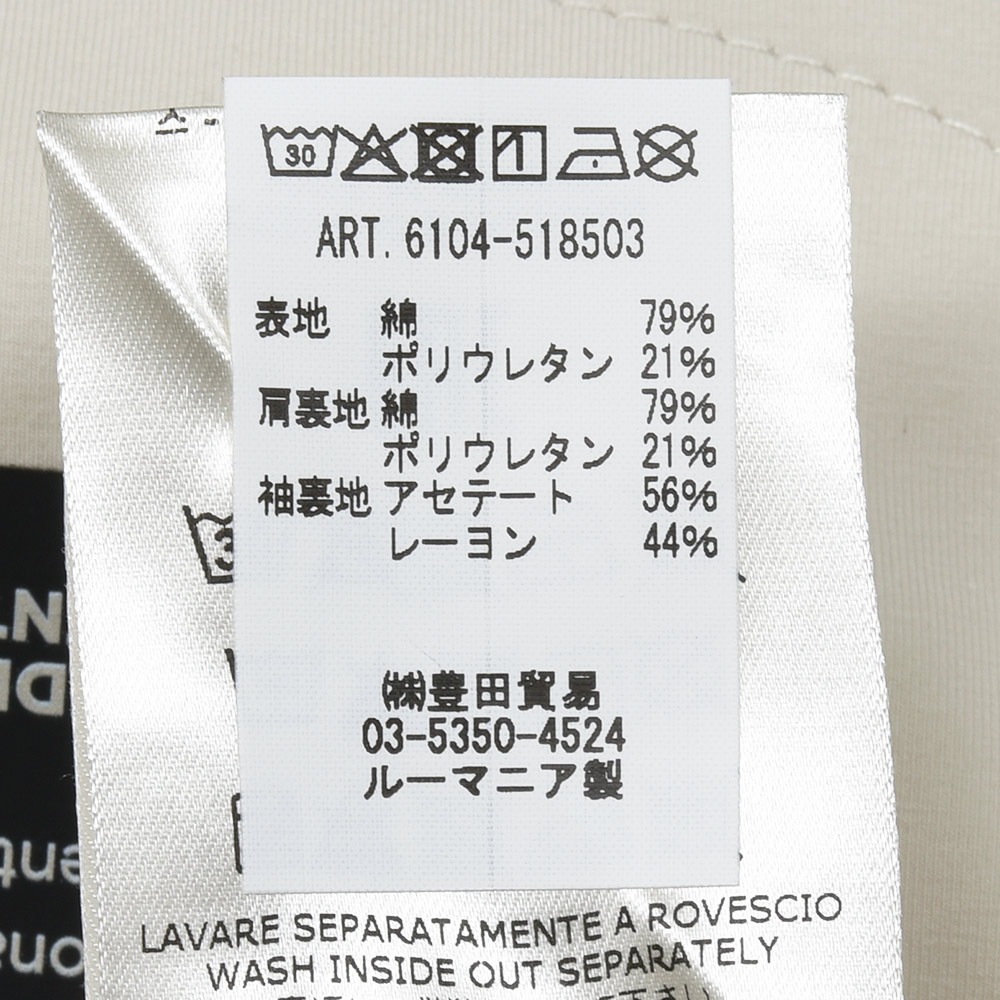 30
ART. 6104-518503
表地 綿 79%
ポリウレタン 21%
肩裏地 綿 79%
ポリウレタン 21%
袖裏地 アセテート 56%
レーヨン 44%
㈱豊田貿易
03-5350-4524
ルーマニア製
LAVARE SEPARATAMENTE A ROVESCIO
WASH INSIDE OUT SEPARATELY